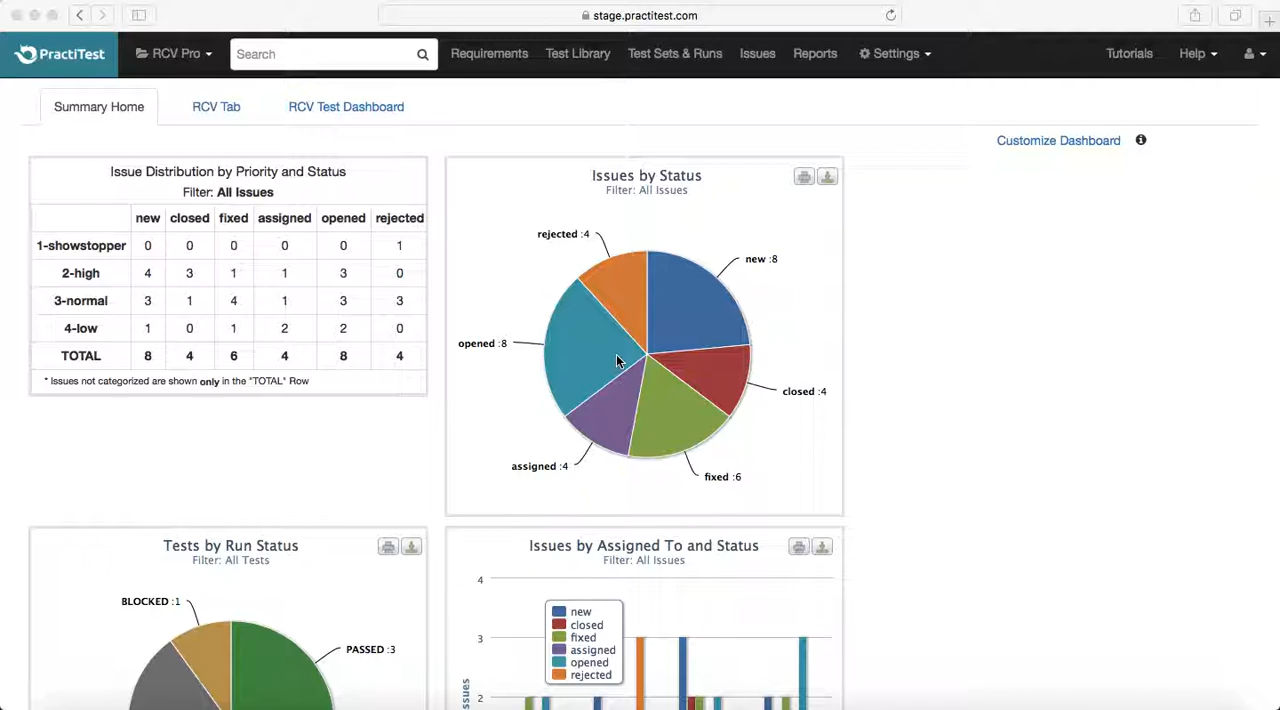 stage.practitest.com
PractiTest
RCV Pro
Search
Requirements
Test Library
Test Sets & Runs
Issues
Reports
Settings
Tutorials
Help
Summary Home
RCV Tab
RCV Test Dashboard
Customize Dashboard
Issue Distribution by Priority and Status
Filter: All Issues
new closed fixed assigned opened rejected
1-showstopper 0 0 0 0 0 1
2-high 4 3 1 1 3 0
3-normal 3 1 4 1 3 3
4-low 1 0 1 2 2 0
TOTAL 8 4 6 4 8 4
* Issues not categorized are shown only in the "TOTAL" Row
Issues by Status
Filter: All Issues
rejected :4
new :8
opened :8
closed :4
assigned :4
fixed :6
Tests by Run Status
Filter: All Tests
BLOCKED :1
PASSED :3
Issues by Assigned To and Status
Filter: All Issues
4
3
2
new
closed
fixed
assigned
opened
rejected